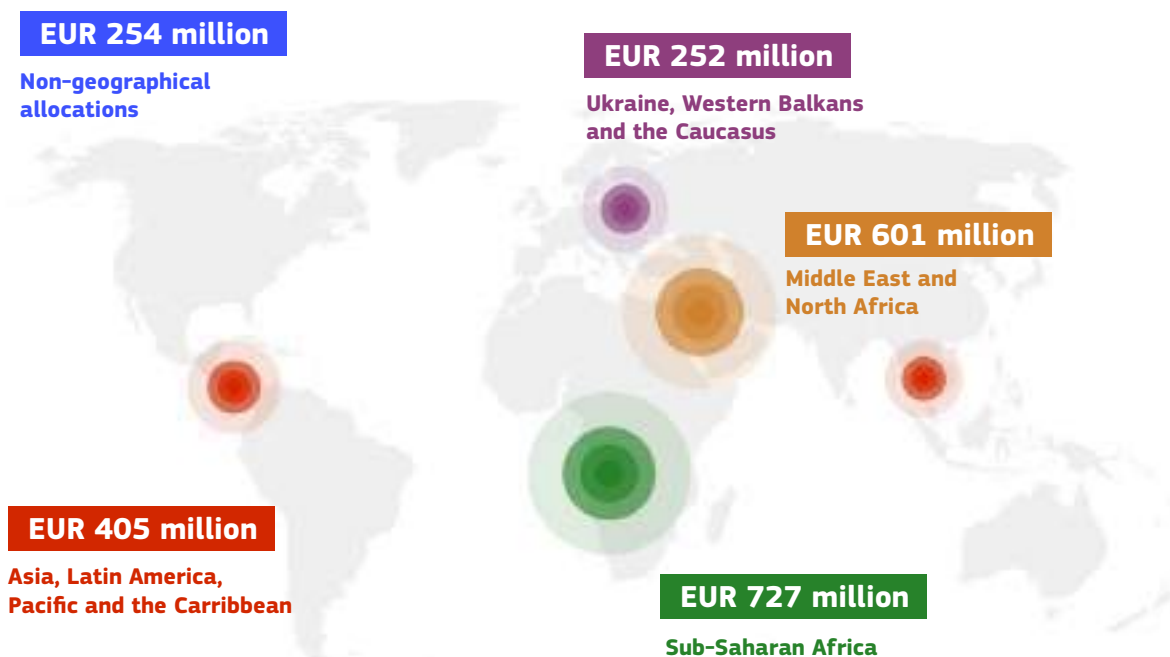 EUR 254 million
Non-geographical
allocations
EUR 252 million
Ukraine, Western Balkans
and the Caucasus
EUR 601 million
Middle East and
North Africa
EUR 405 million
Asia, Latin America,
Pacific and the Carribbean
EUR 727 million
Sub-Saharan Africa